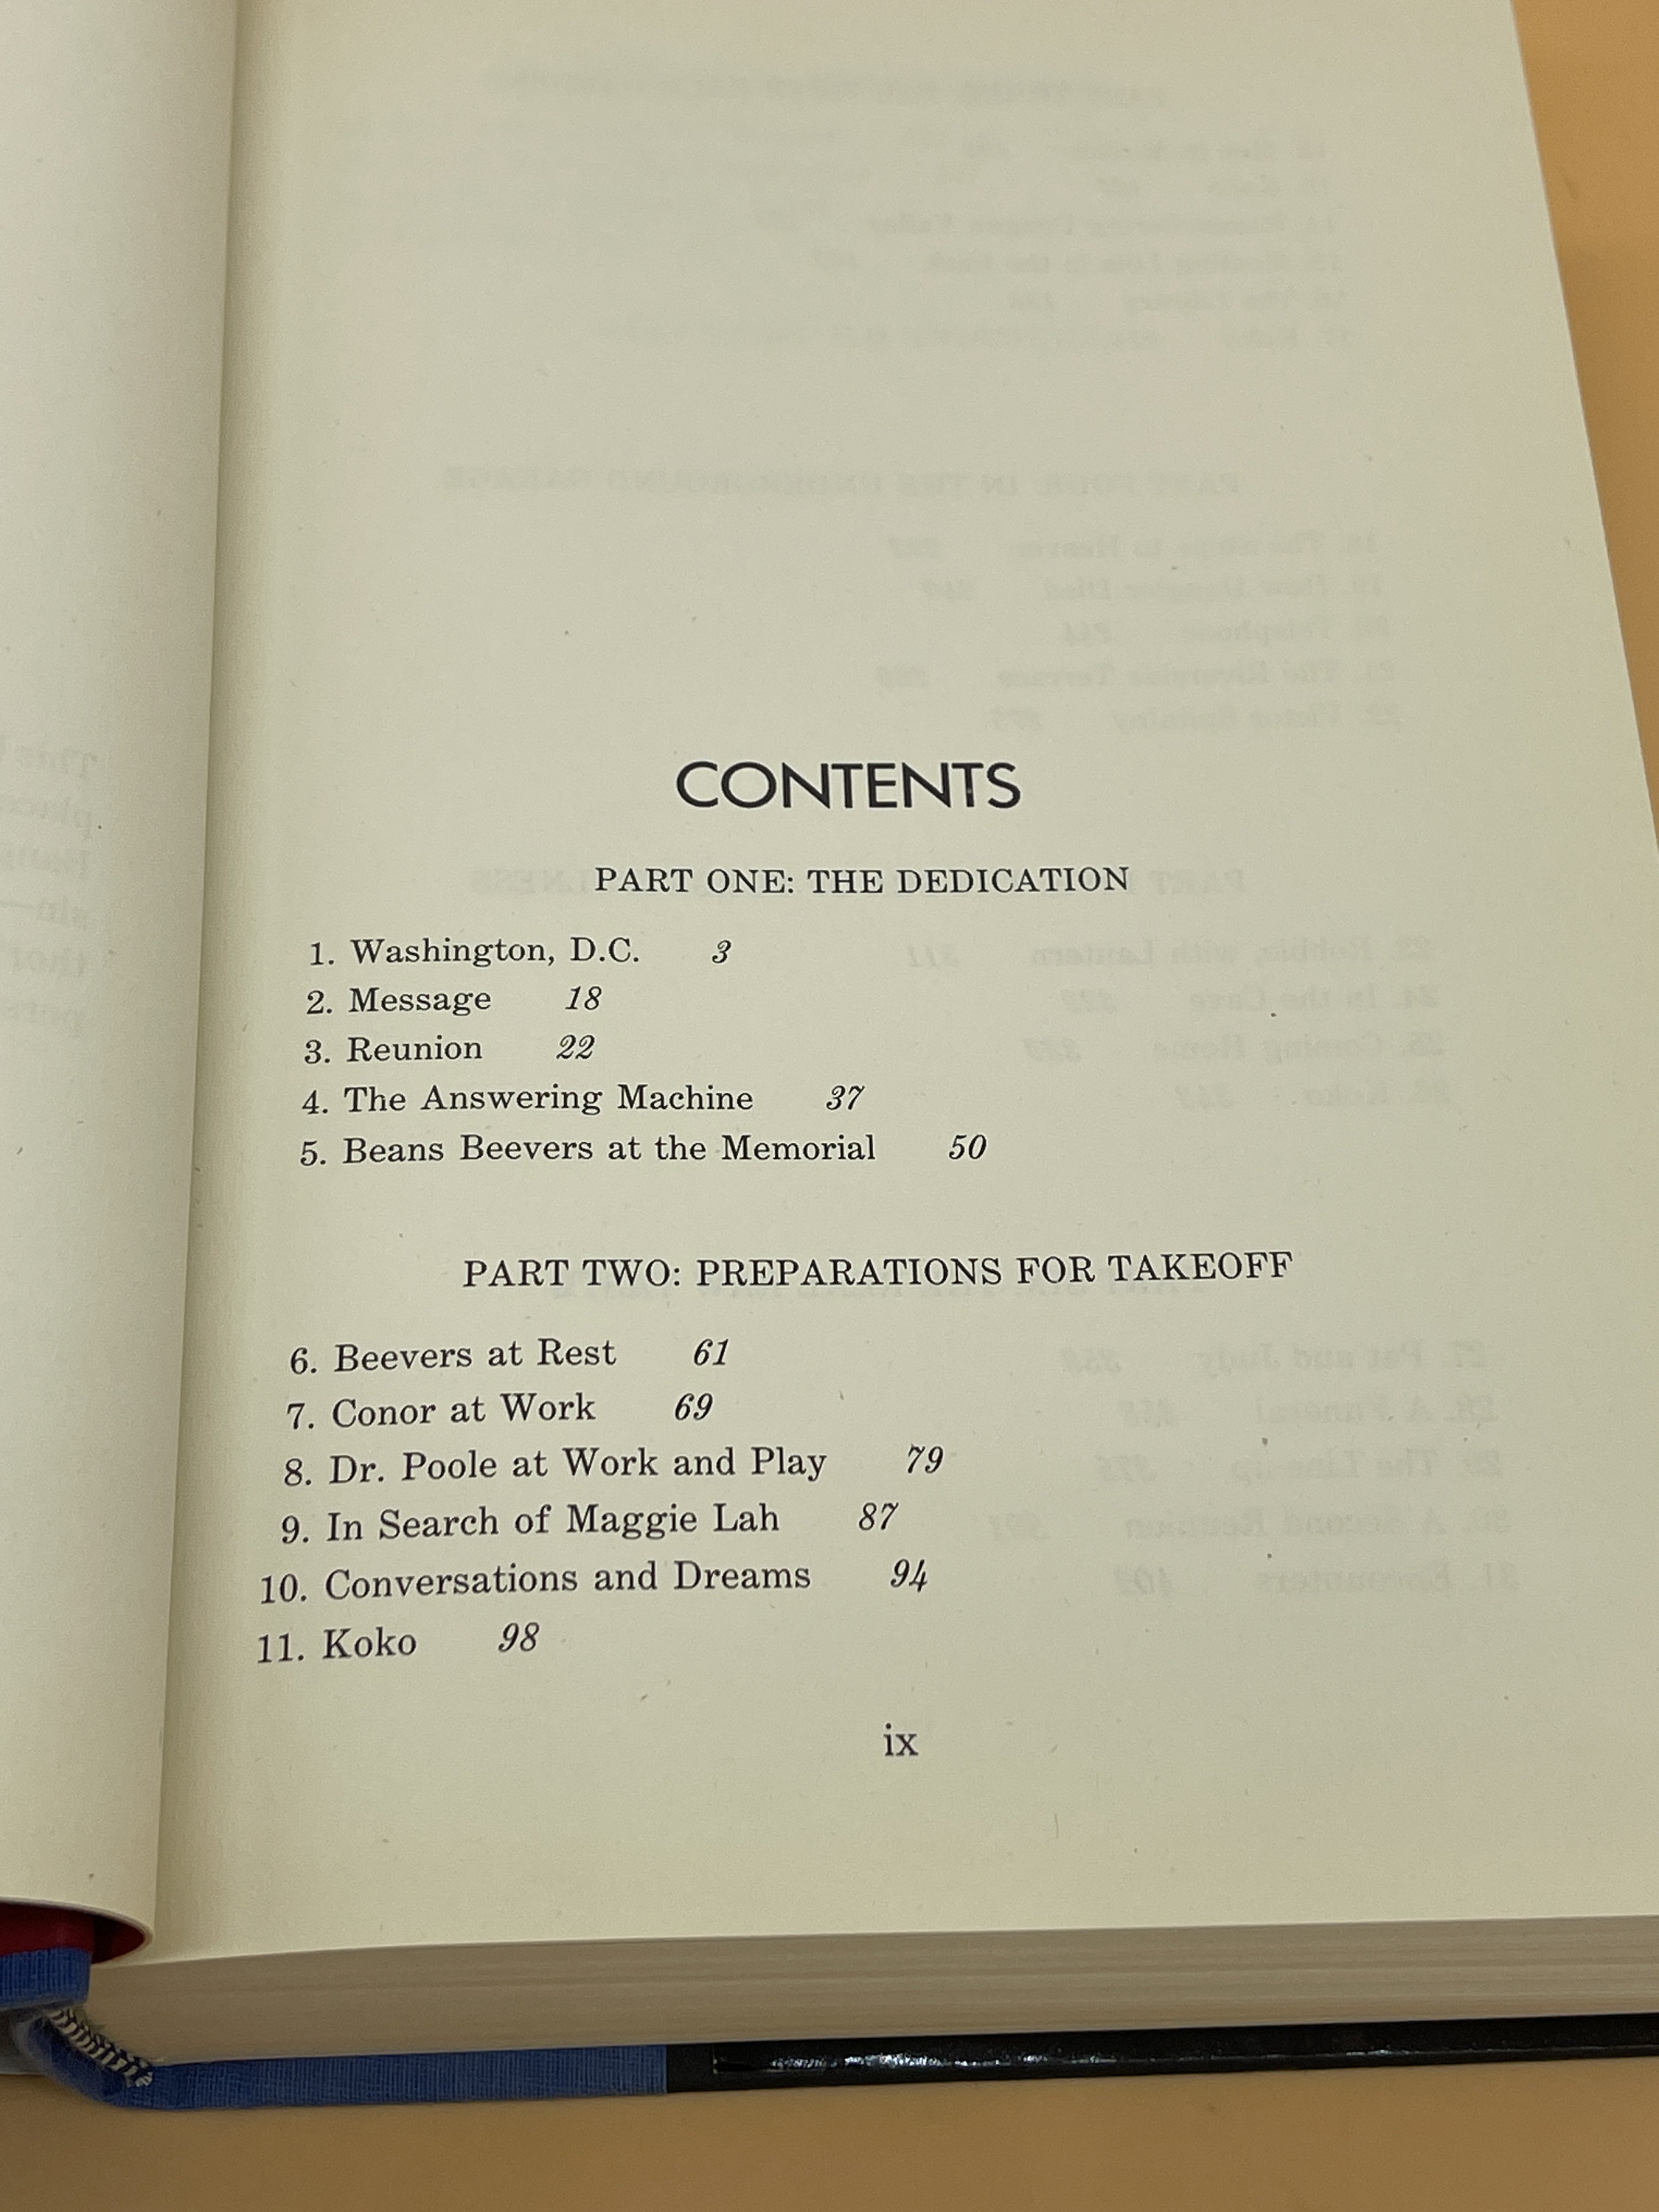 CONTENTS
PART ONE: THE DEDICATION
1. Washington, D.C. 3
2. Message 18
3. Reunion 22
4. The Answering Machine 37
5. Beans Beevers at the Memorial 50
PART TWO: PREPARATIONS FOR TAKEOFF
6. Beevers at Rest 61
7. Conor at Work 69
8. Dr. Poole at Work and Play 79
9. In Search of Maggie Lah 87
10. Conversations and Dreams 94
11. Koko 98
ix